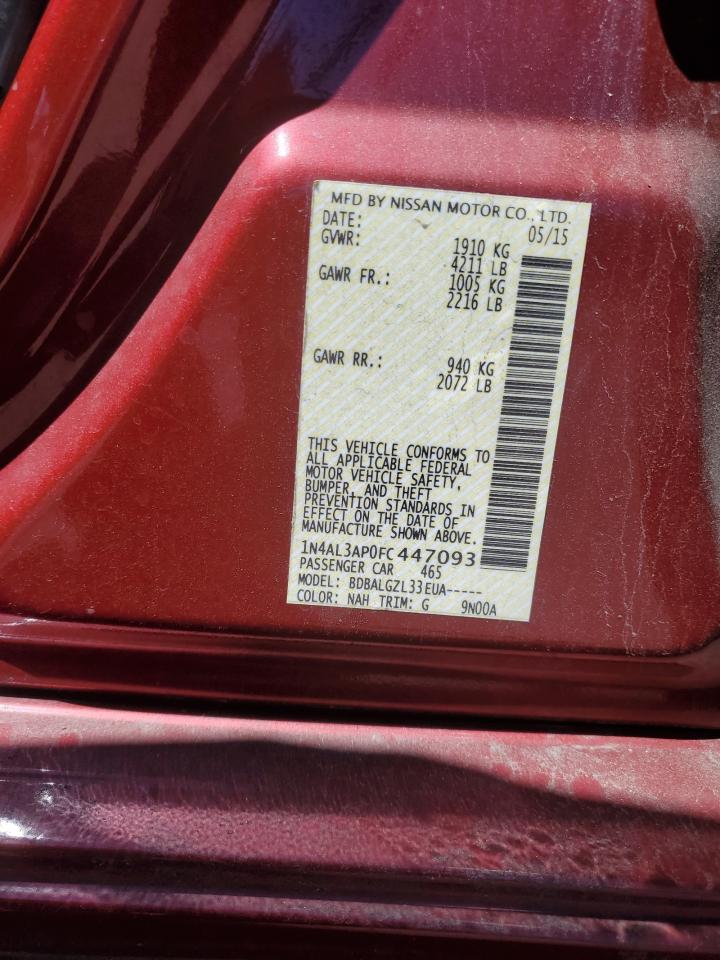 MFD BY NISSAN MOTOR CO., LTD.
DATE: 05/15
GVWR: 1910 KG
4211 LB
GAWR FR.: 1005 KG
2216 LB
GAWR RR.: 940 KG
2072 LB
THIS VEHICLE CONFORMS TO
ALL APPLICABLE FEDERAL
MOTOR VEHICLE SAFETY,
BUMPER, AND THEFT
PREVENTION STANDARDS IN
EFFECT ON THE DATE OF
MANUFACTURE SHOWN ABOVE.
1N4AL3AP0FC447093
PASSENGER CAR 465
MODEL: BDBALGZL33EUA-----
COLOR: NAH TRIM: G 9N00A